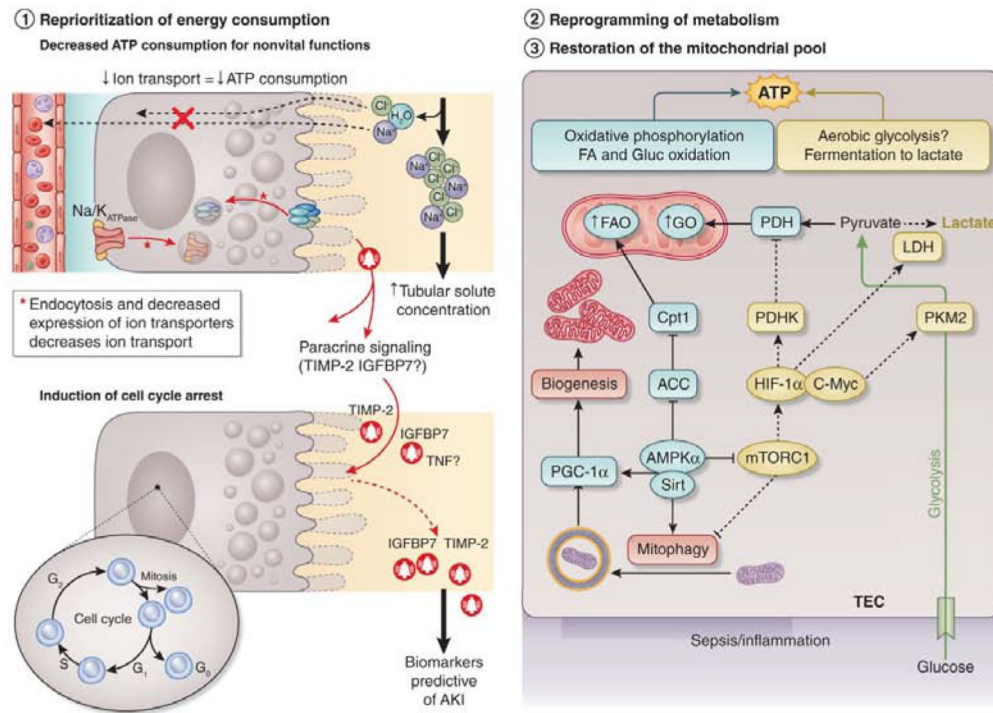 1 Reprioritization of energy consumption
Decreased ATP consumption for nonvital functions
↓ Ion transport = ↓ ATP consumption
Cl⁻
H₂O
Na⁺
Cl⁻
Na⁺
Cl⁻
Cl⁻
Na⁺
Cl⁻
Cl⁻
Na⁺
Cl⁻
Na/K ATPase
*
*
* Endocytosis and decreased
expression of ion transporters
decreases ion transport
↑Tubular solute
concentration
Paracrine signaling
(TIMP-2 IGFBP7?)
Induction of cell cycle arrest
TIMP-2
IGFBP7
TNF?
IGFBP7 TIMP-2
G₂
Mitosis
Cell cycle
S
G₁
G₀
Biomarkers
predictive
of AKI
2 Reprogramming of metabolism
3 Restoration of the mitochondrial pool
ATP
Oxidative phosphorylation
FA and Gluc oxidation
Aerobic glycolysis?
Fermentation to lactate
↑FAO
↑GO
PDH
Pyruvate
Lactate
LDH
Cpt1
PDHK
PKM2
Biogenesis
ACC
HIF-1α
C-Myc
PGC-1α
AMPKα
Sirt
mTORC1
Mitophagy
Glycolysis
TEC
Sepsis/inflammation
Glucose